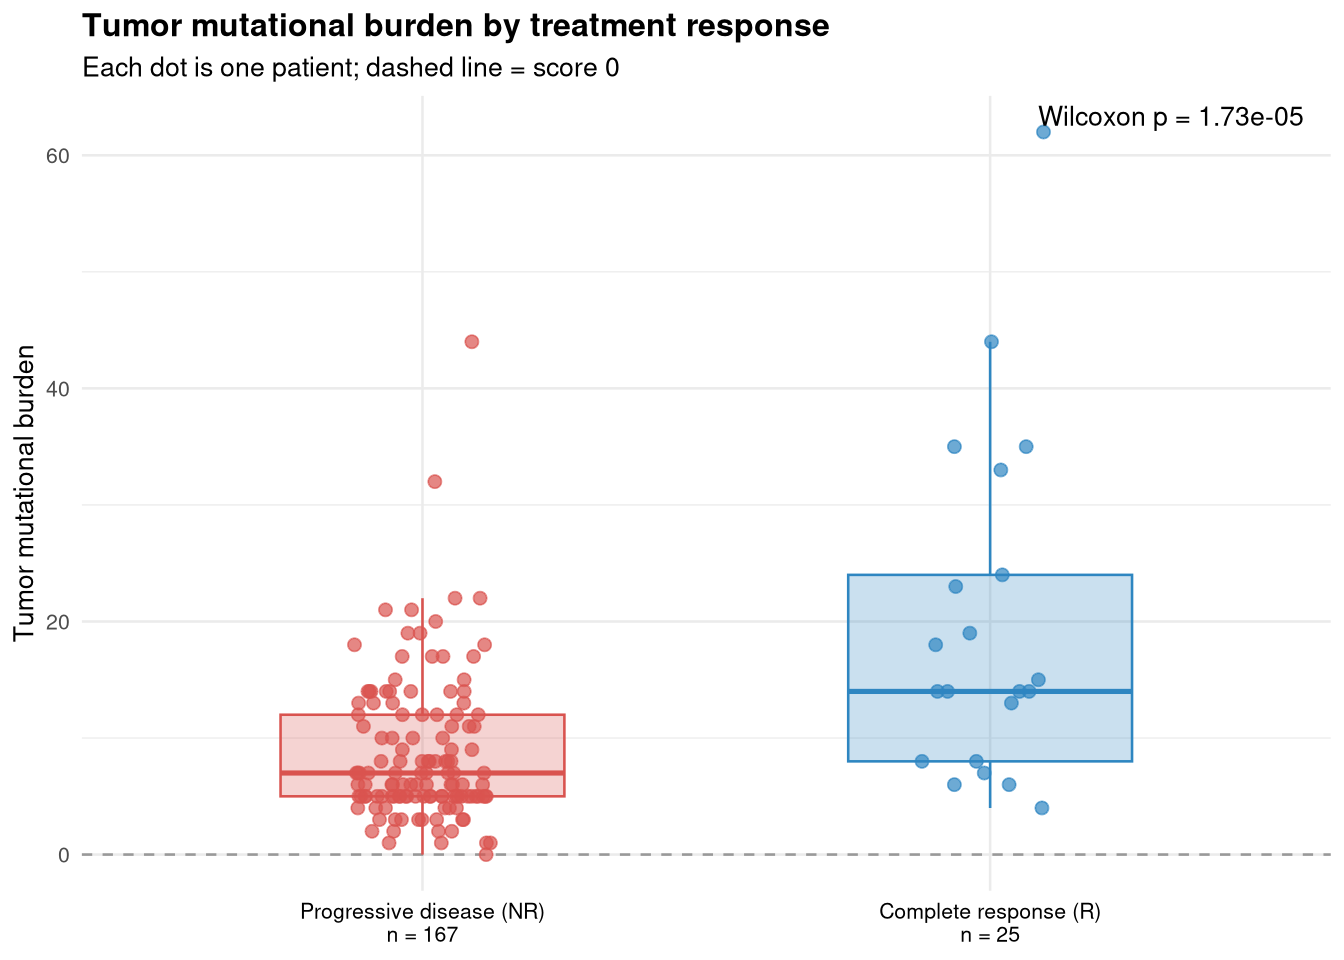 Tumor mutational burden by treatment response
Each dot is one patient; dashed line = score 0
Wilcoxon p = 1.73e-05
Tumor mutational burden
60
40
20
0
Progressive disease (NR)
n = 167
Complete response (R)
n = 25